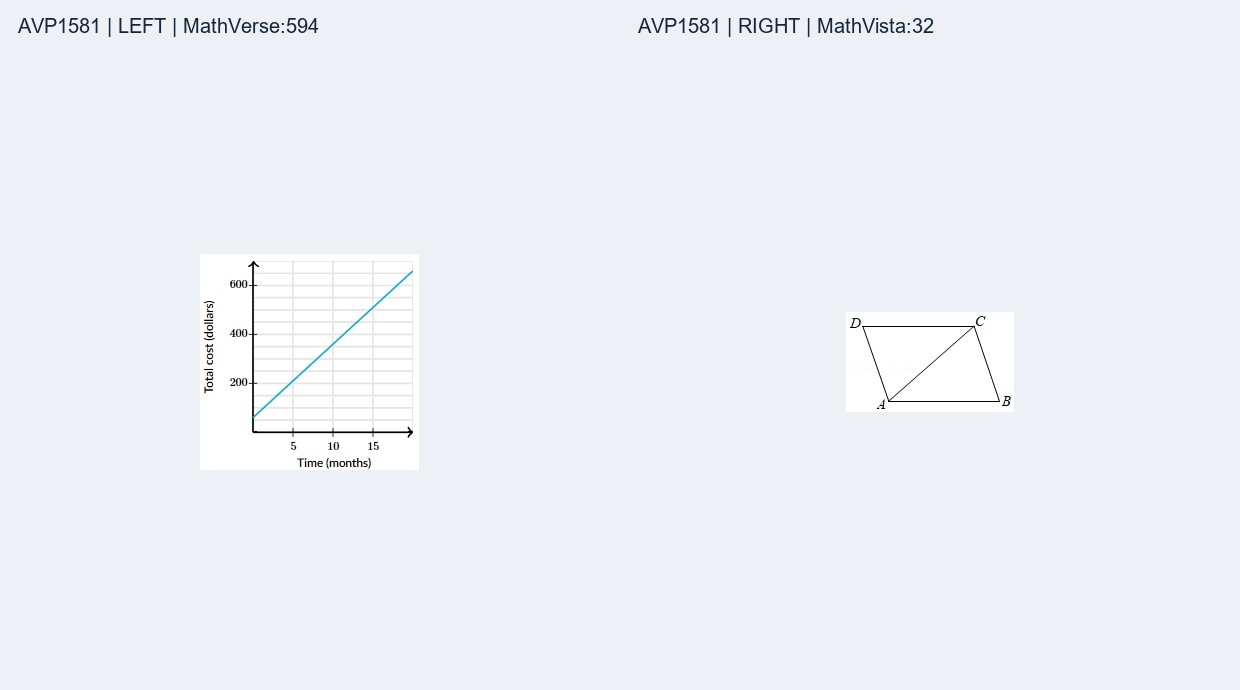 AVP1581 | LEFT | MathVerse:594
600
400
200
Total cost (dollars)
5 10 15
Time (months)
AVP1581 | RIGHT | MathVista:32
D C
A B